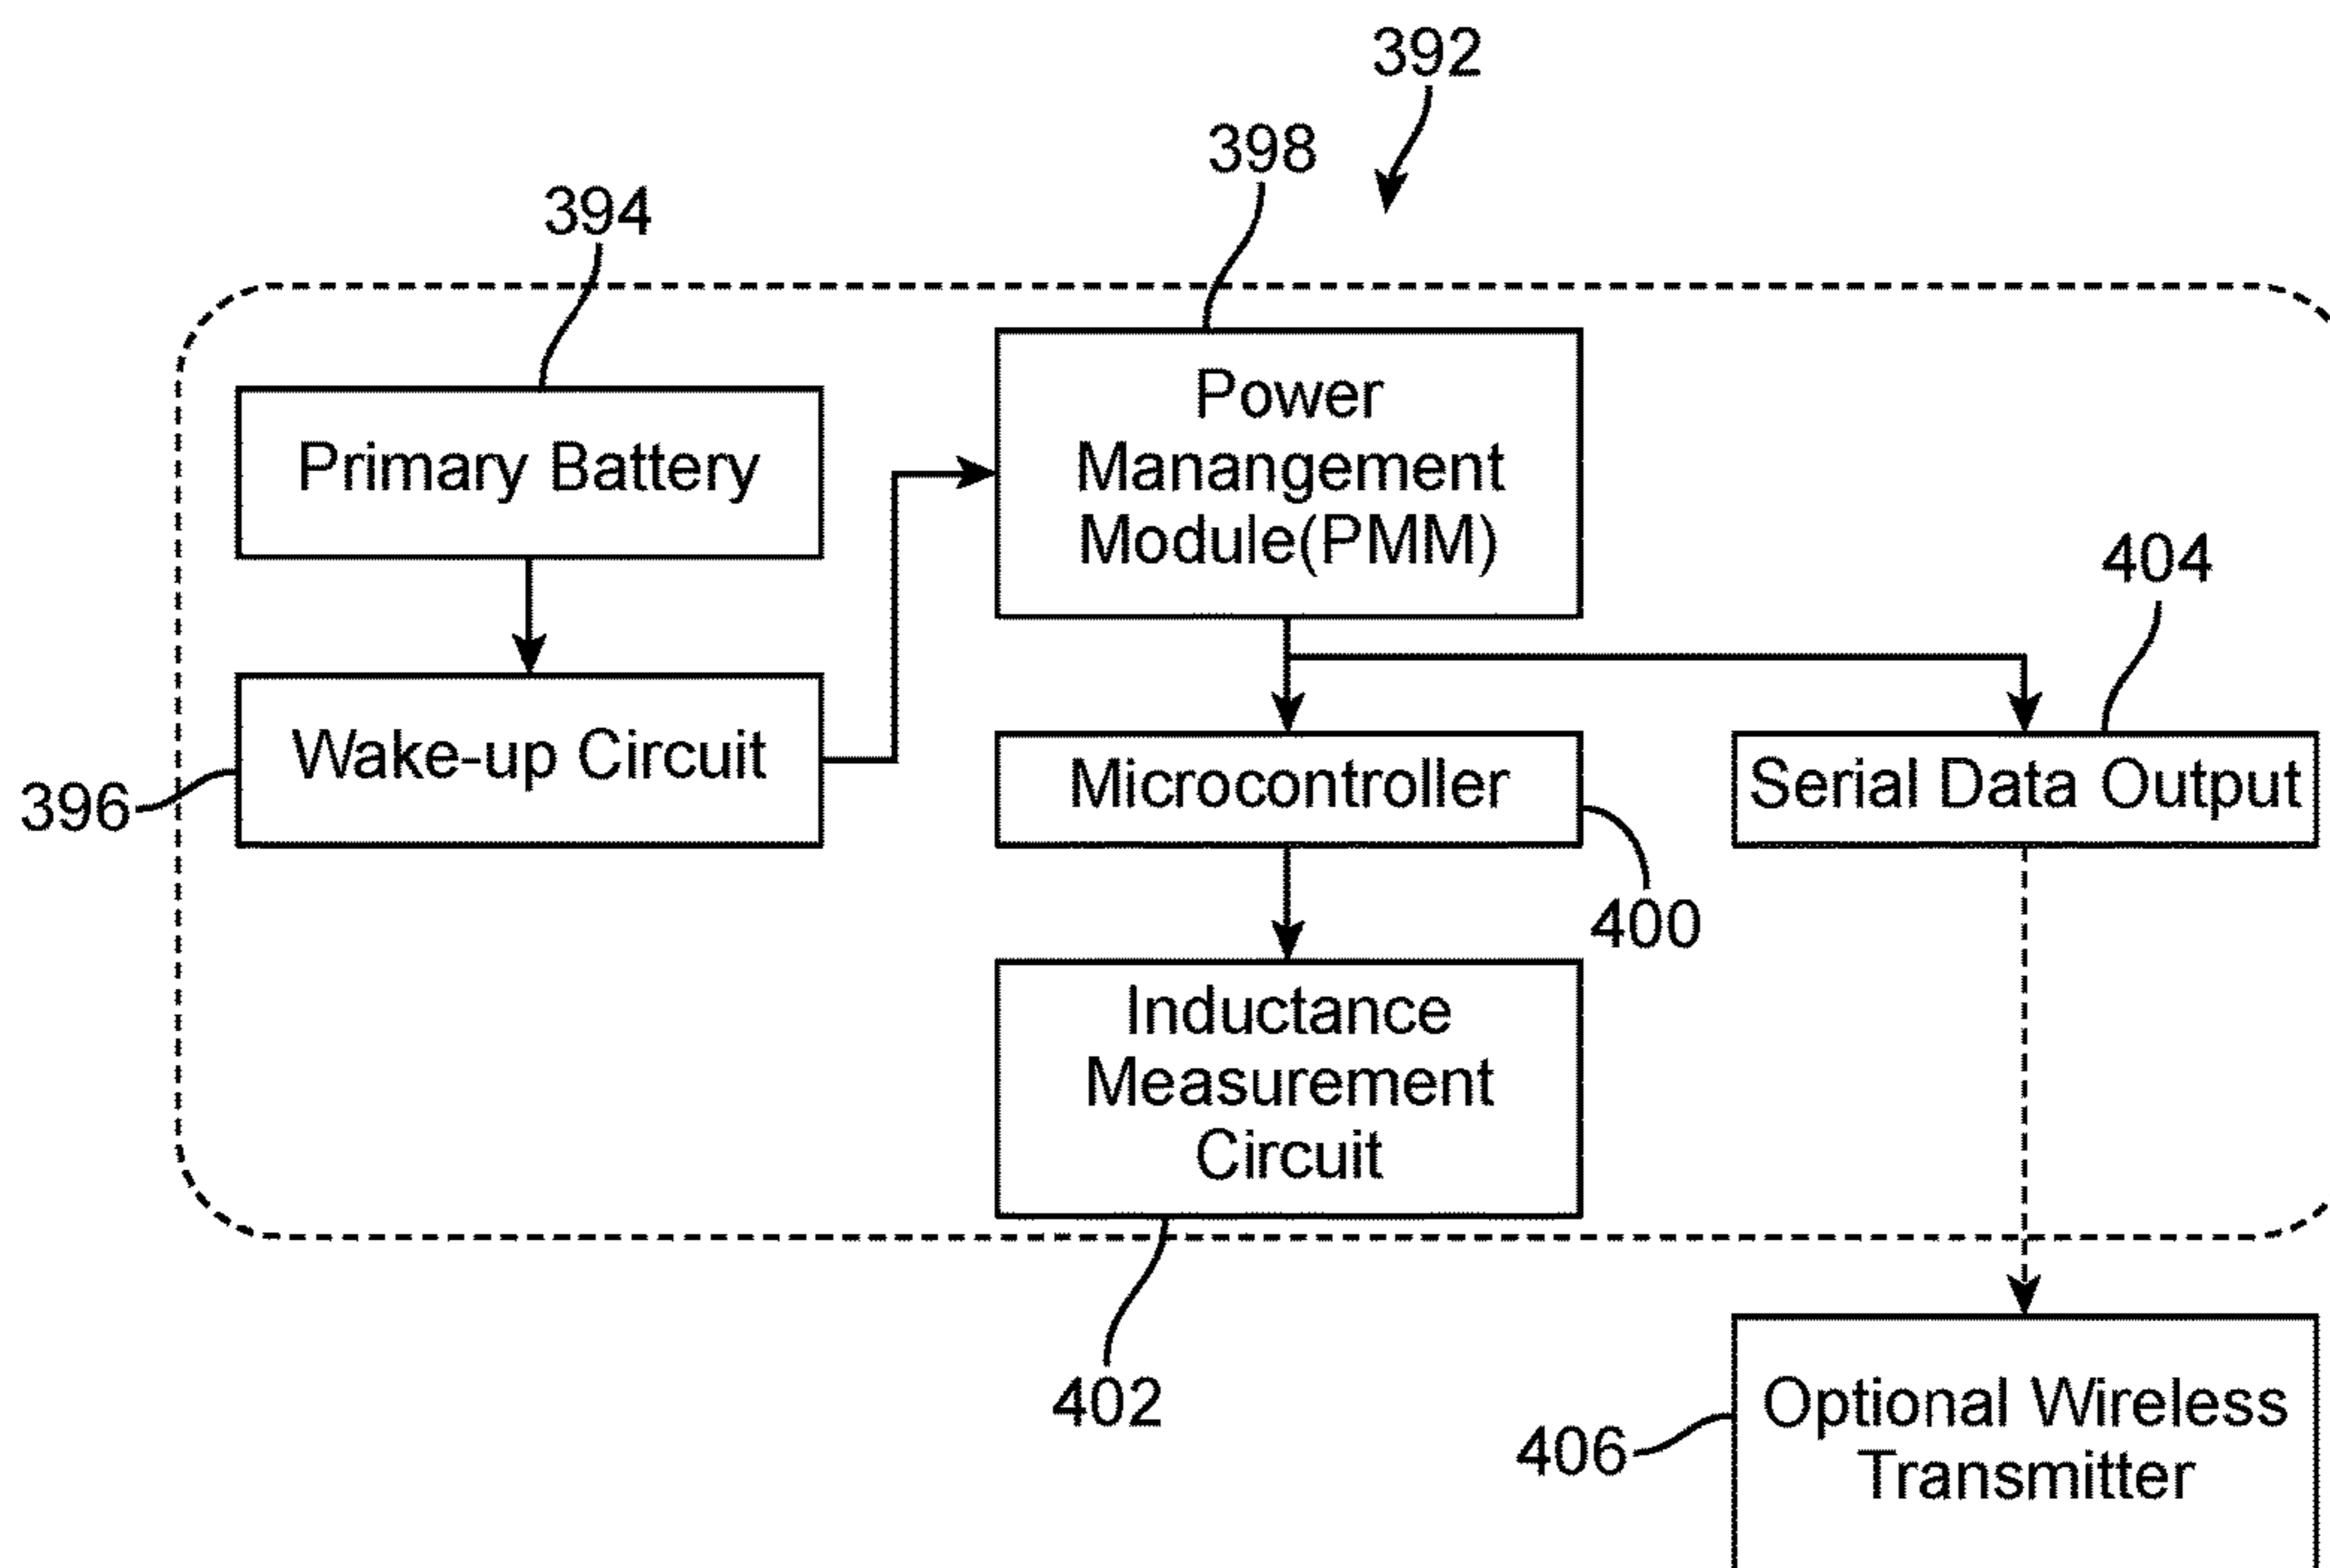 392
398
394
Power
Manangement
Module(PMM)
Primary Battery
404
Wake-up Circuit
Microcontroller
Serial Data Output
396
400
Inductance
Measurement
Circuit
402
406
Optional Wireless
Transmitter